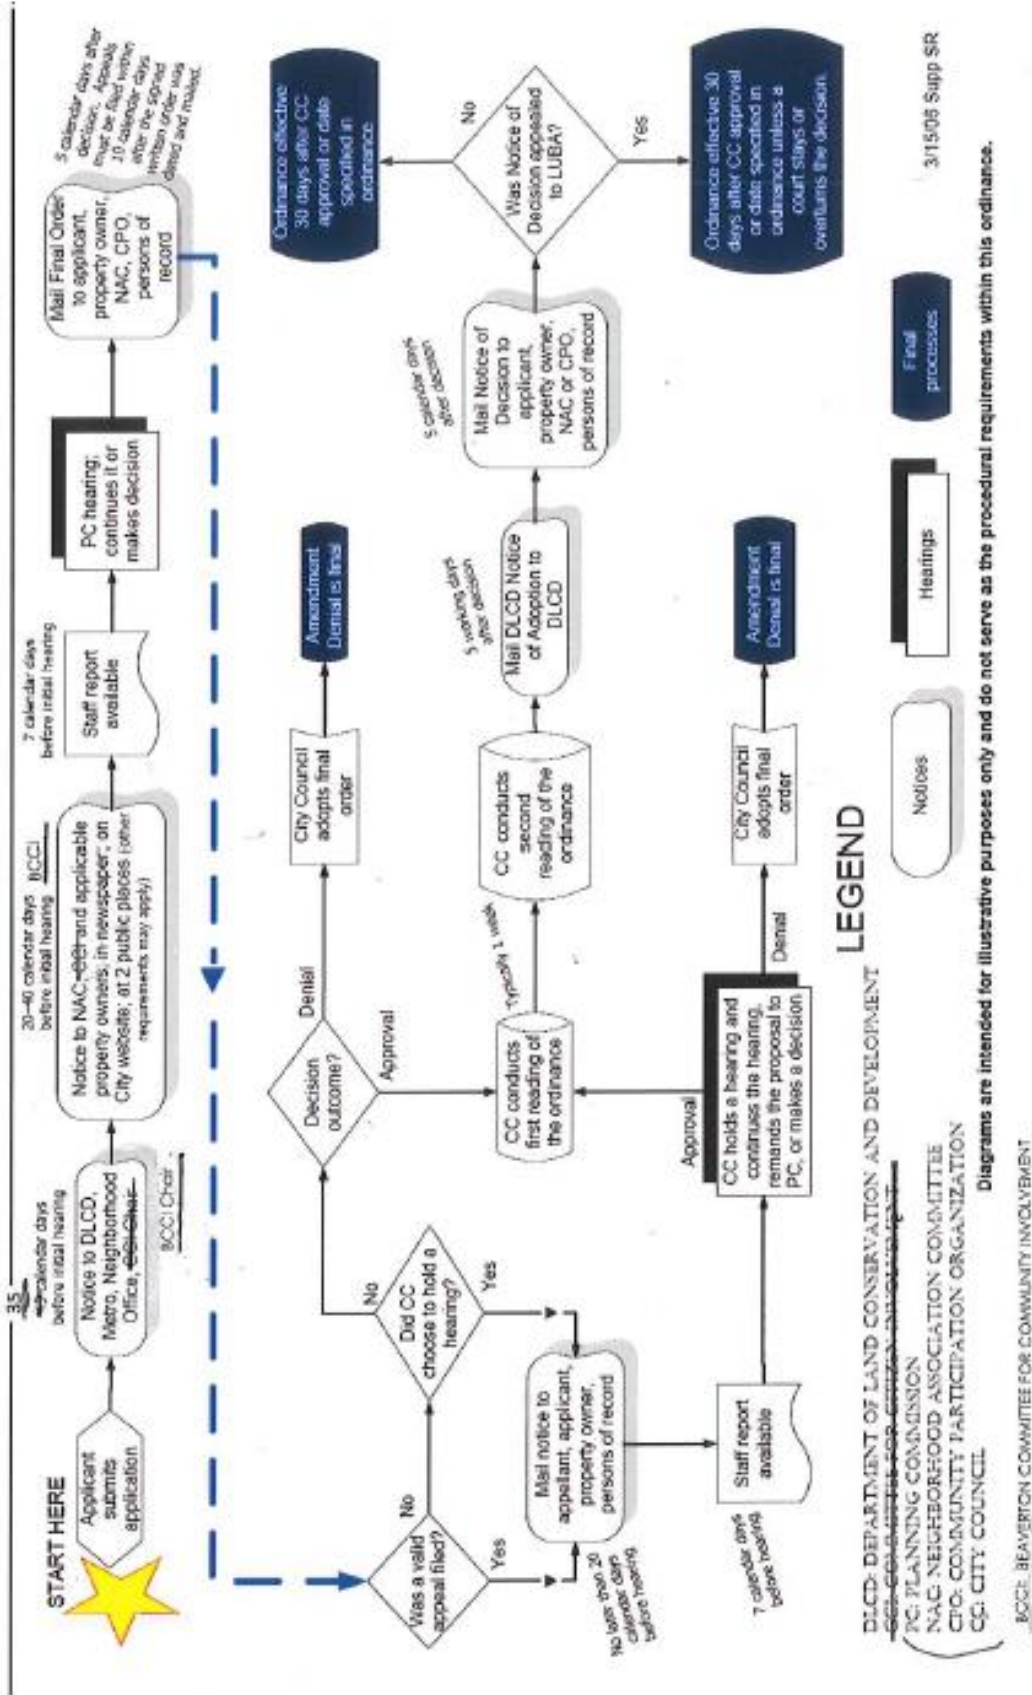 START HERE
Applicant
submits
application
35
45 calendar days
before initial hearing
Notice to DLCD,
Metro, Neighborhood
Office, CCI Chair
BCCI Chair
20-40 calendar days
before initial hearing
BCCI
Notice to NAC, CCI and applicable
property owners, in newspaper, on
City website, at 2 public places (other
requirements may apply)
7 calendar days
before initial hearing
Staff report
available
PC hearing;
continues it or
makes decision
Mail Final Order
to applicant,
property owner,
NAC, CPO,
persons of
record
5 calendar days after
decision. Appeals
must be filed within
10 calendar days
after the signed
written order was
dated and mailed.
Was a valid
appeal filed?
No
Yes
Did CC
choose to hold a
hearing?
No
Yes
Decision
outcome?
Denial
Approval
City Council
adopts final
order
Amendment
Denial is final
No later than 20
calendar days
before hearing
Mail notice to
appellant, applicant,
property owner,
persons of record
CC conducts
first reading of
the ordinance
Typically 1 week
CC conducts
second
reading of the
ordinance
5 working days
after decision
Mail DLCD Notice
of Adoption to
DLCD
5 calendar days
after decision
Mail Notice of
Decision to
applicant,
property owner,
NAC or CPO,
persons of record
Was Notice of
Decision appealed
to LUBA?
No
Yes
Ordinance effective
30 days after CC
approval or date
specified in
ordinance
Ordinance effective 30
days after CC approval
or date specified in
ordinance unless a
court stays or
overturns the decision.
7 calendar days
before hearing
Staff report
available
CC holds a hearing and
continues the hearing,
remands the proposal to
PC, or makes a decision
Approval
Denial
City Council
adopts final
order
Amendment
Denial is final
LEGEND
DLCD: DEPARTMENT OF LAND CONSERVATION AND DEVELOPMENT
CCI: COMMITTEE FOR CITIZEN INVOLVEMENT
PC: PLANNING COMMISSION
NAC: NEIGHBORHOOD ASSOCIATION COMMITTEE
CPO: COMMUNITY PARTICIPATION ORGANIZATION
CC: CITY COUNCIL
BCCI: BEAVERTON COMMITTEE FOR COMMUNITY INVOLVEMENT
Notices
Hearings
Final
processes
3/15/06 Supp SR
Diagrams are intended for illustrative purposes only and do not serve as the procedural requirements within this ordinance.